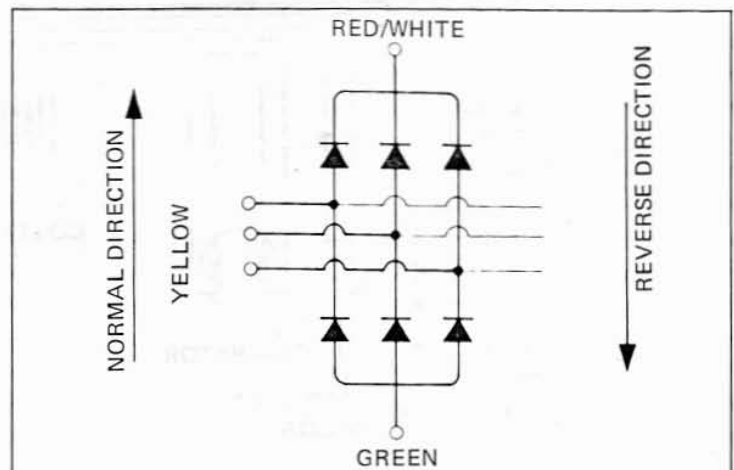 RED/WHITE
NORMAL DIRECTION
YELLOW
REVERSE DIRECTION
GREEN